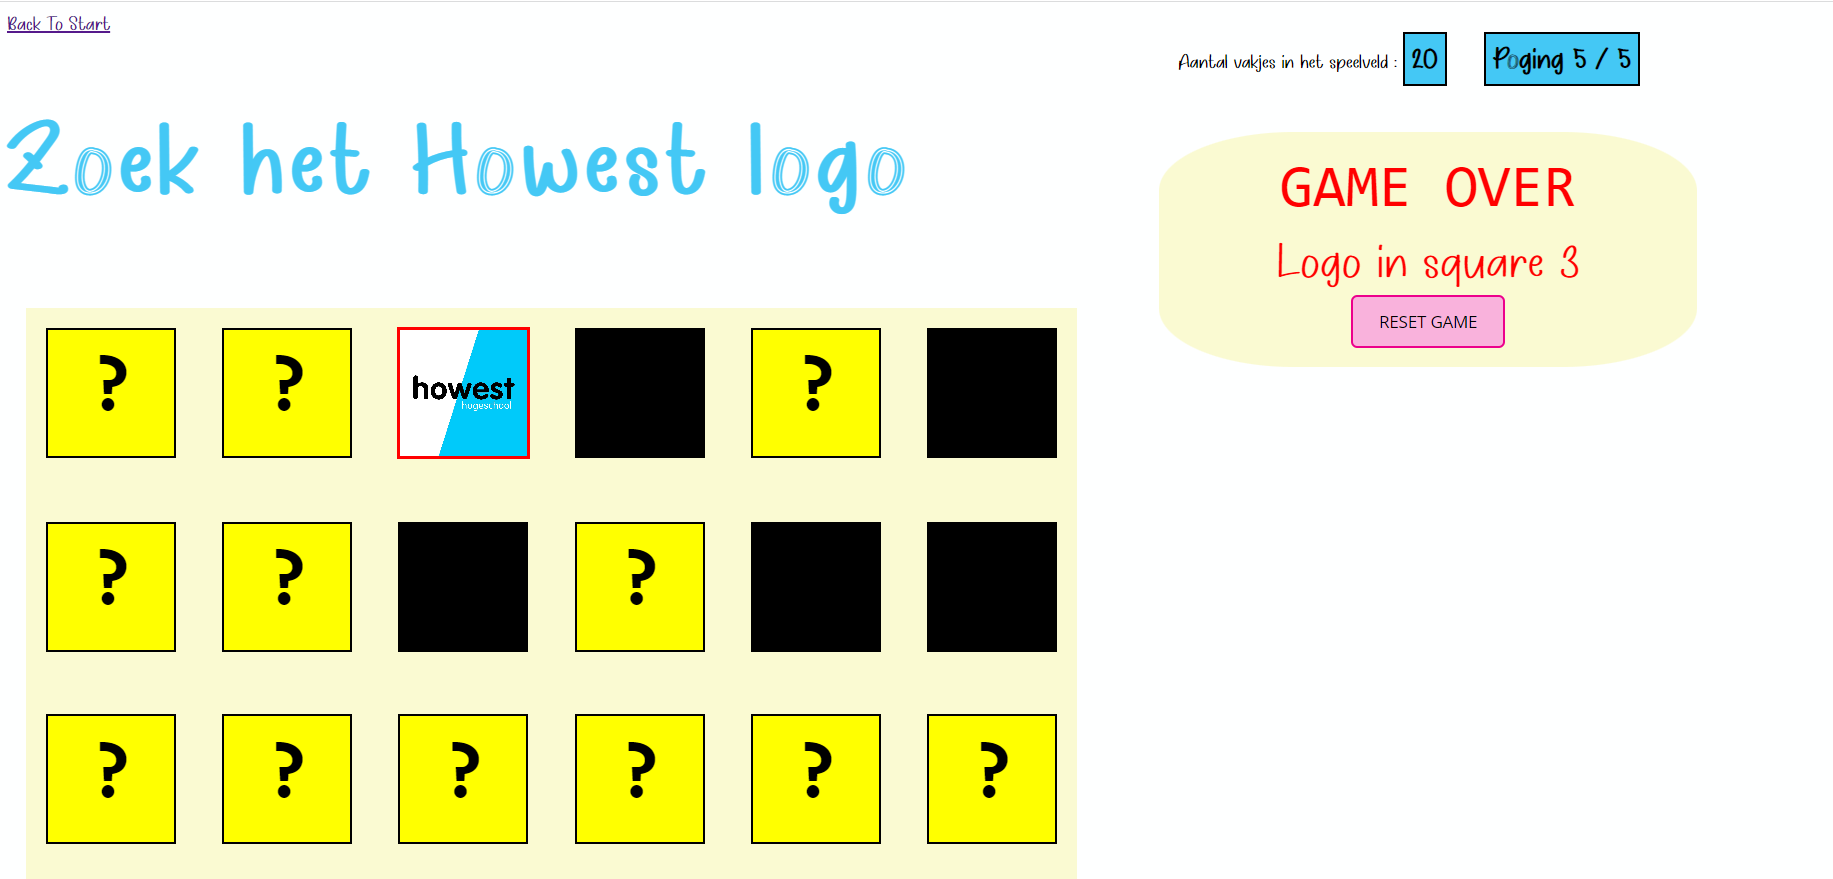 Back To Start
Aantal vakjes in het speelveld : 20
Poging 5 / 5
Zoek het Howest logo
GAME OVER
Logo in square 3
RESET GAME
? ? howest ?
hogeschool
? ? ?
? ? ? ? ? ?